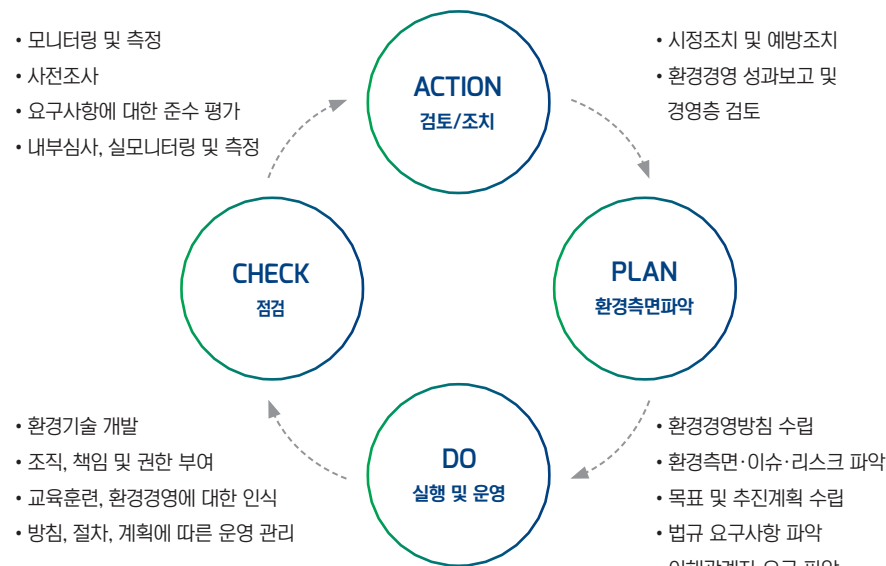 • 모니터링 및 측정
• 사전조사
• 요구사항에 대한 준수 평가
• 내부심사, 실모니터링 및 측정
ACTION
검토/조치
• 시정조치 및 예방조치
• 환경경영 성과보고 및
경영층 검토
CHECK
점검
PLAN
환경측면파악
• 환경기술 개발
• 조직, 책임 및 권한 부여
• 교육훈련, 환경경영에 대한 인식
• 방침, 절차, 계획에 따른 운영 관리
DO
실행 및 운영
• 환경경영방침 수립
• 환경측면·이슈·리스크 파악
• 목표 및 추진계획 수립
• 법규 요구사항 파악